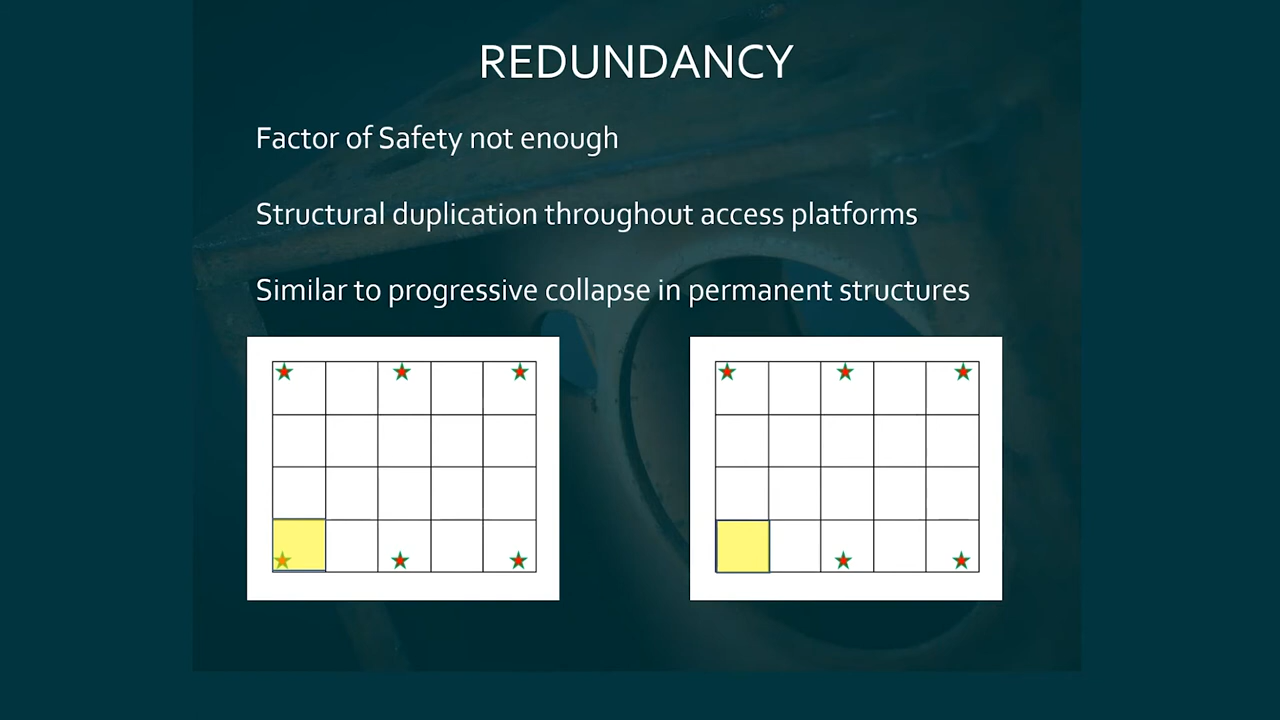 REDUNDANCY
Factor of Safety not enough
Structural duplication throughout access platforms
Similar to progressive collapse in permanent structures